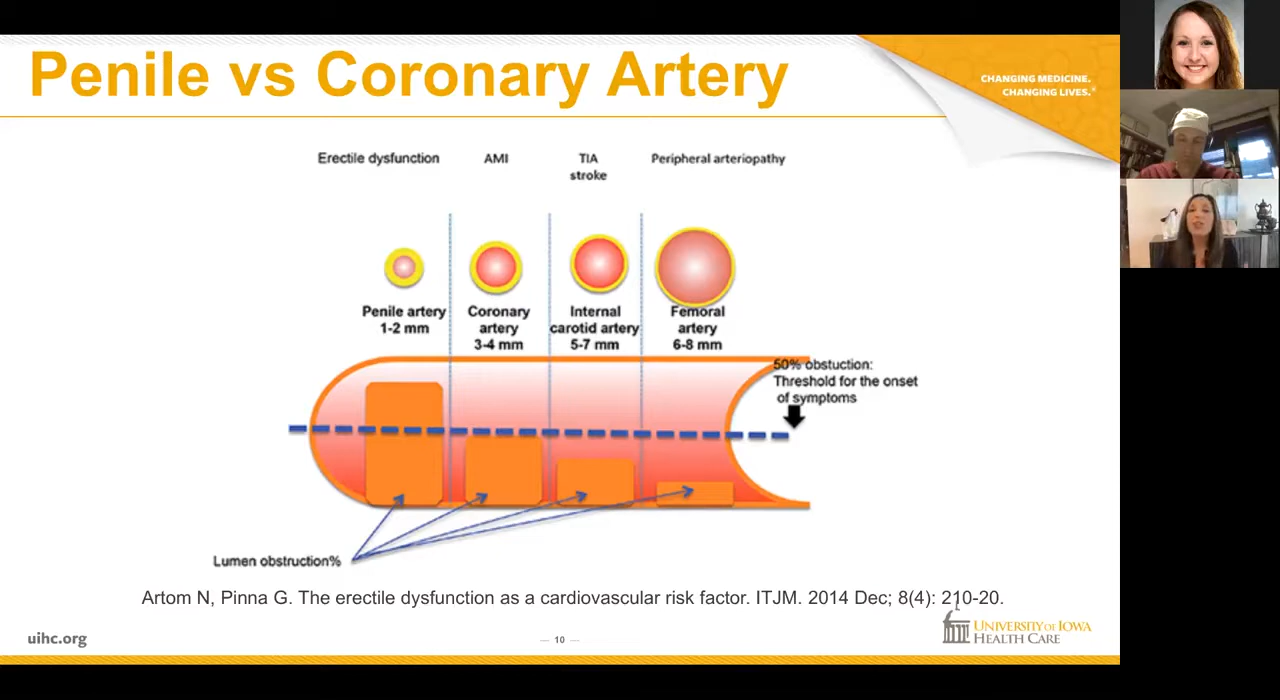 Penile vs Coronary Artery
CHANGING MEDICINE.
CHANGING LIVES.®
Erectile dysfunction
AMI
TIA
stroke
Peripheral arteriopathy
Penile artery
1-2 mm
Coronary
artery
3-4 mm
Internal
carotid artery
5-7 mm
Femoral
artery
6-8 mm
50% obstuction:
Threshold for the onset
of symptoms
Lumen obstruction%
Artom N, Pinna G. The erectile dysfunction as a cardiovascular risk factor. ITJM. 2014 Dec; 8(4): 210-20.
uihc.org
— 10 —
UNIVERSITY OF IOWA
HEALTH CARE